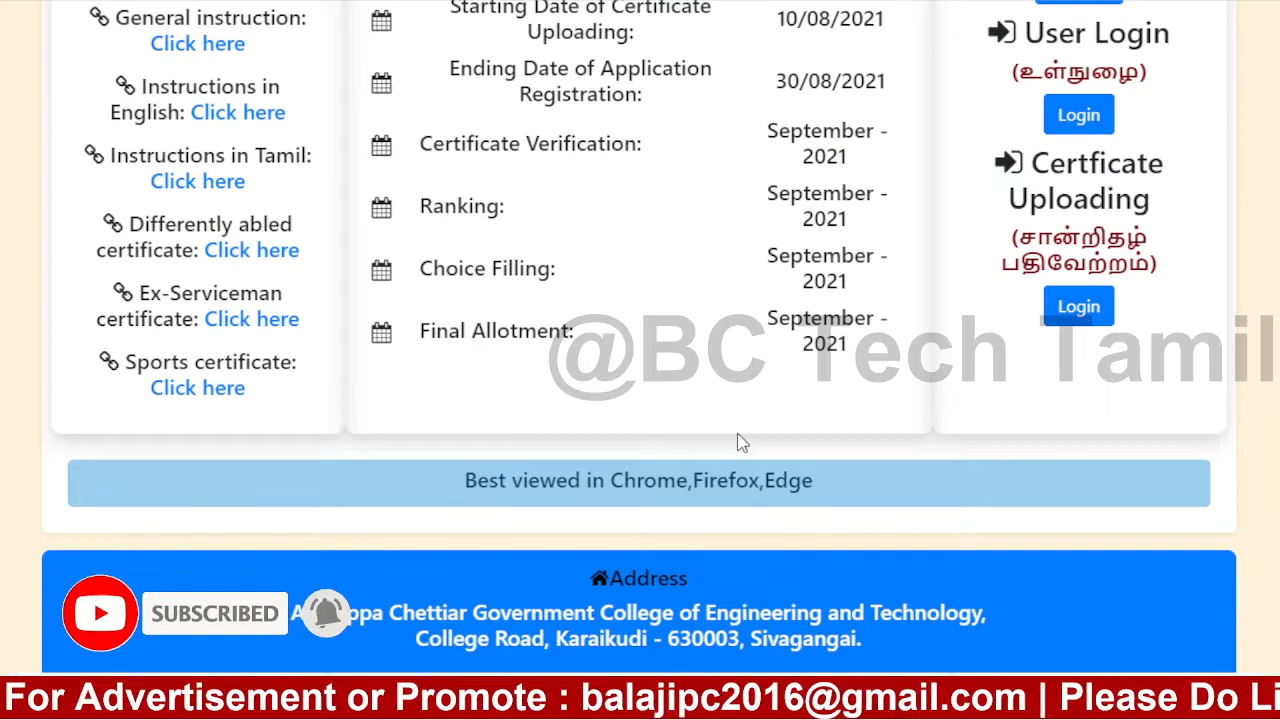 General instruction:
Click here
Instructions in
English: Click here
Instructions in Tamil:
Click here
Differently abled
certificate: Click here
Ex-Serviceman
certificate: Click here
Sports certificate:
Click here
Starting Date of Certificate
Uploading:
10/08/2021
Ending Date of Application
Registration:
30/08/2021
Certificate Verification:
September -
2021
Ranking:
September -
2021
Choice Filling:
September -
2021
Final Allotment:
September -
2021
User Login
(உள்நுழை)
Login
Certficate
Uploading
(சான்றிதழ்
பதிவேற்றம்)
Login
@BC Tech Tamil
Best viewed in Chrome,Firefox,Edge
Address
Chettiar Government College of Engineering and Technology,
College Road, Karaikudi - 630003, Sivagangai.
SUBSCRIBED
For Advertisement or Promote : balajipc2016@gmail.com | Please Do